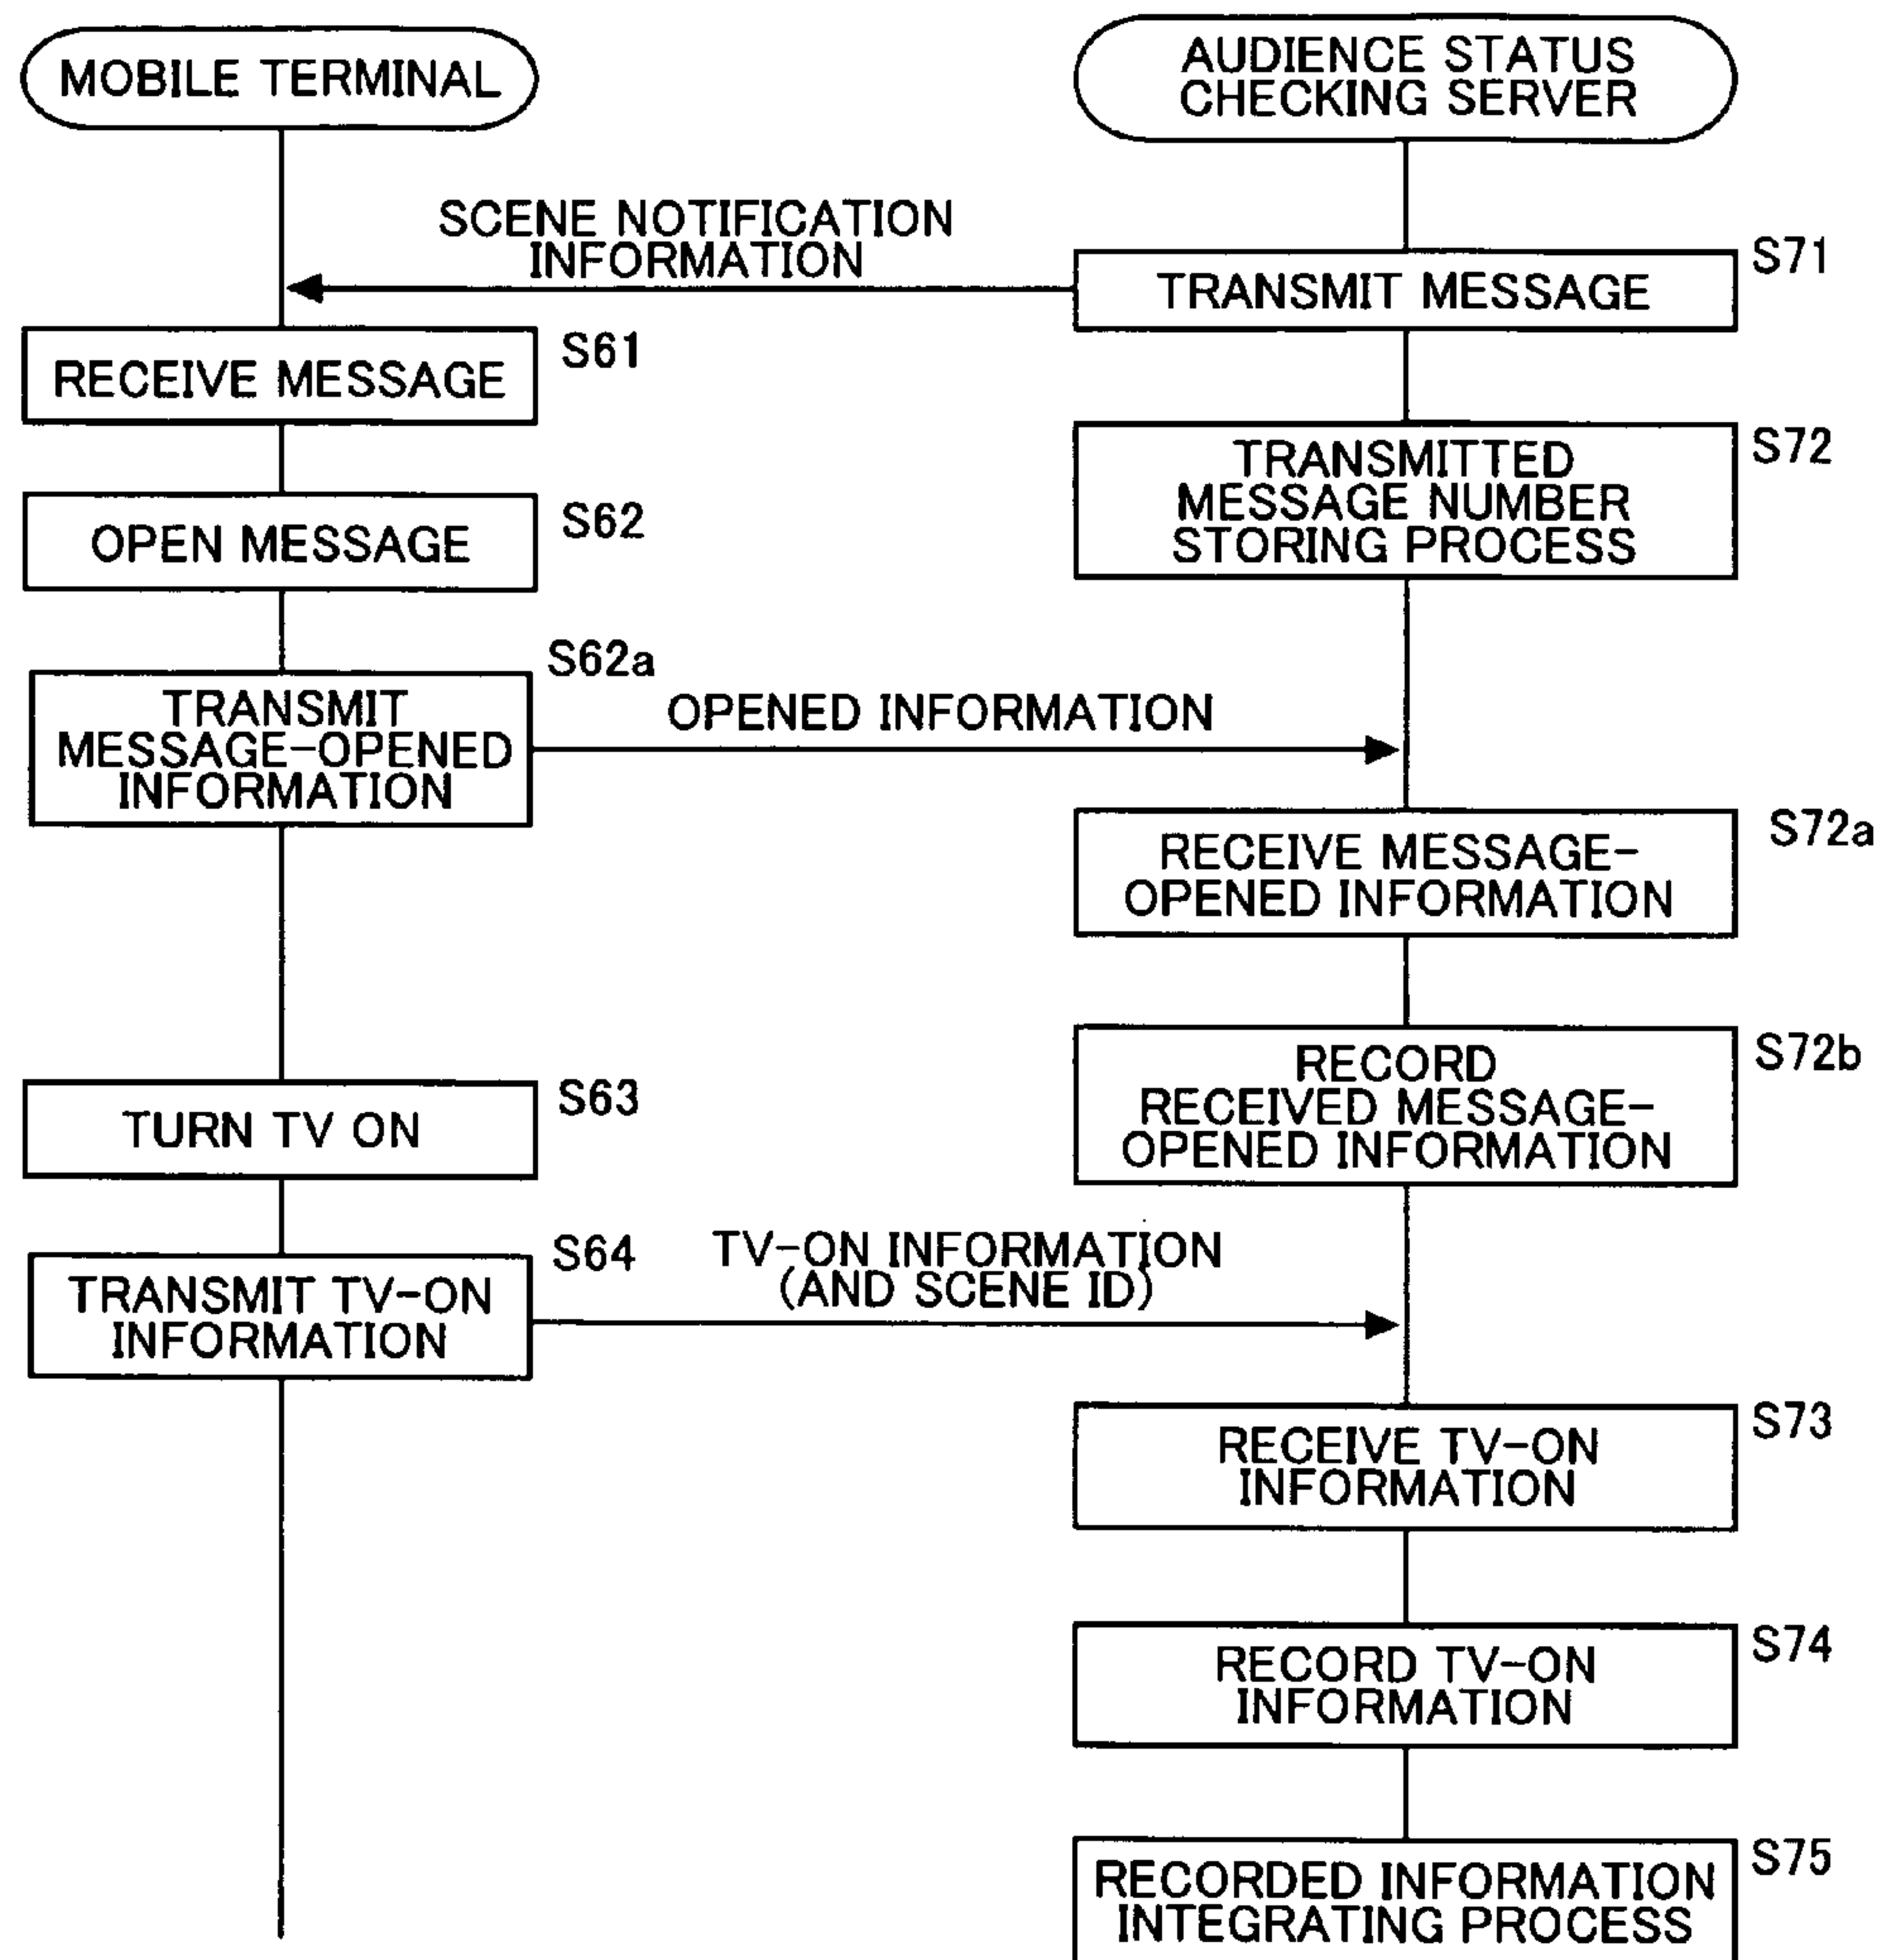 MOBILE TERMINAL
AUDIENCE STATUS
CHECKING SERVER
SCENE NOTIFICATION
INFORMATION
S71
TRANSMIT MESSAGE
S61
RECEIVE MESSAGE
S72
TRANSMITTED
MESSAGE NUMBER
STORING PROCESS
S62
OPEN MESSAGE
S62a
TRANSMIT
MESSAGE-OPENED
INFORMATION
OPENED INFORMATION
S72a
RECEIVE MESSAGE-
OPENED INFORMATION
S72b
RECORD
RECEIVED MESSAGE-
OPENED INFORMATION
S63
TURN TV ON
S64
TRANSMIT TV-ON
INFORMATION
TV-ON INFORMATION
(AND SCENE ID)
S73
RECEIVE TV-ON
INFORMATION
S74
RECORD TV-ON
INFORMATION
S75
RECORDED INFORMATION
INTEGRATING PROCESS